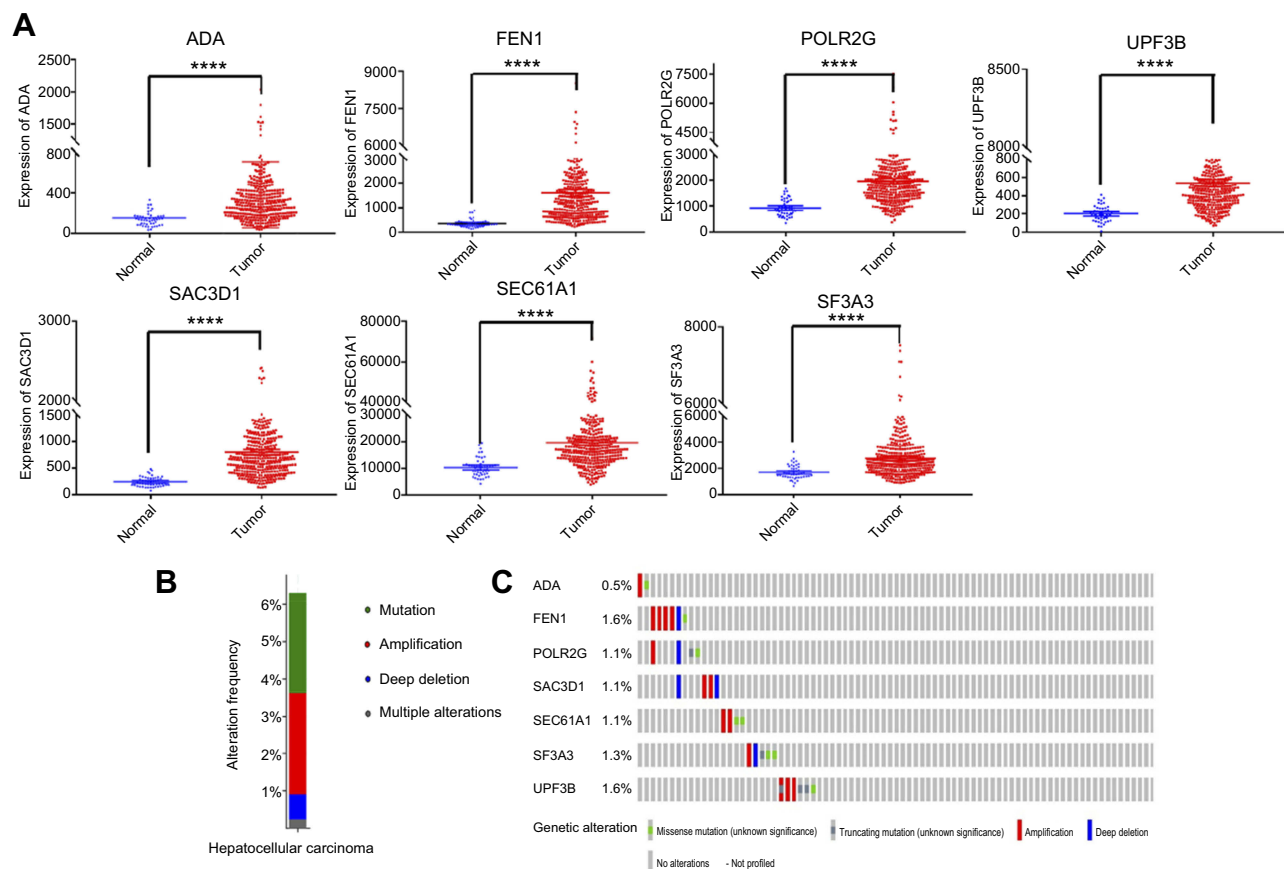 A
ADA
Expression of ADA
2500
2000
1500
800
400
0
****
Normal
Tumor
FEN1
Expression of FEN1
9000
7500
6000
3000
2000
1000
0
****
Normal
Tumor
POLR2G
Expression of POLR2G
7500
6000
4500
3000
2000
1000
0
****
Normal
Tumor
UPF3B
Expression of UPF3B
8500
8000
800
600
400
200
0
****
Normal
Tumor
SAC3D1
Expression of SAC3D1
3000
2000
1500
1000
500
0
****
Normal
Tumor
SEC61A1
Expression of SEC61A1
80000
60000
40000
30000
20000
10000
0
****
Normal
Tumor
SF3A3
Expression of SF3A3
8000
6000
6000
4000
2000
0
****
Normal
Tumor
B
Alteration frequency
6%
5%
4%
3%
2%
1%
Hepatocellular carcinoma
Mutation
Amplification
Deep deletion
Multiple alterations
C
ADA 0.5%
FEN1 1.6%
POLR2G 1.1%
SAC3D1 1.1%
SEC61A1 1.1%
SF3A3 1.3%
UPF3B 1.6%
Genetic alteration Missense mutation (unknown significance) Truncating mutation (unknown significance) Amplification Deep deletion
No alterations - Not profiled